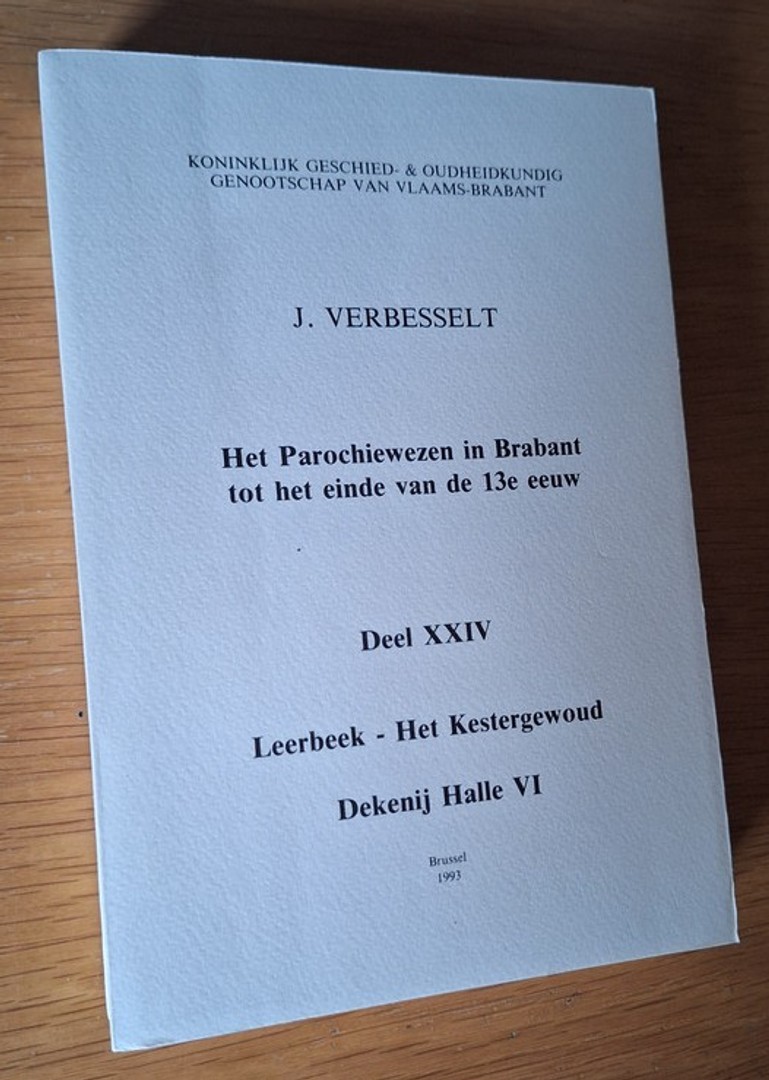 KONINKLIJK GESCHIED- & OUDHEIDKUNDIG
GENOOTSCHAP VAN VLAAMS-BRABANT
J. VERBESSELT
Het Parochiewezen in Brabant
tot het einde van de 13e eeuw
Deel XXIV
Leerbeek - Het Kestergewoud
Dekenij Halle VI
Brussel
1993